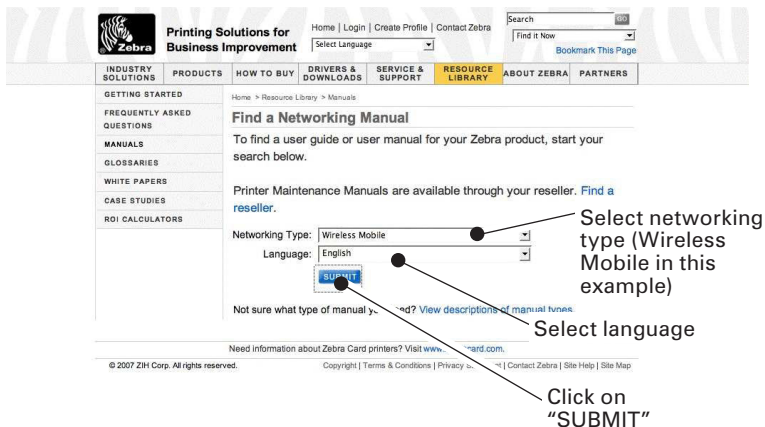 Zebra
Printing Solutions for
Business Improvement
Home | Login | Create Profile | Contact Zebra
Select Language
Search
GO
Find it Now
Bookmark This Page
INDUSTRY SOLUTIONS
PRODUCTS
HOW TO BUY
DRIVERS & DOWNLOADS
SERVICE & SUPPORT
RESOURCE LIBRARY
ABOUT ZEBRA
PARTNERS
GETTING STARTED
FREQUENTLY ASKED
QUESTIONS
MANUALS
GLOSSARIES
WHITE PAPERS
CASE STUDIES
ROI CALCULATORS
Home > Resource Library > Manuals
Find a Networking Manual
To find a user guide or user manual for your Zebra product, start your
search below.
Printer Maintenance Manuals are available through your reseller. Find a
reseller.
Networking Type: Wireless Mobile
Language: English
SUBMIT
Not sure what type of manual you need? View descriptions of manual types.
Select networking
type (Wireless
Mobile in this
example)
Select language
Click on
“SUBMIT”
Need information about Zebra Card printers? Visit
© 2007 ZIH Corp. All rights reserved.
Copyright | Terms & Conditions | Privacy | Contact Zebra | Site Help | Site Map